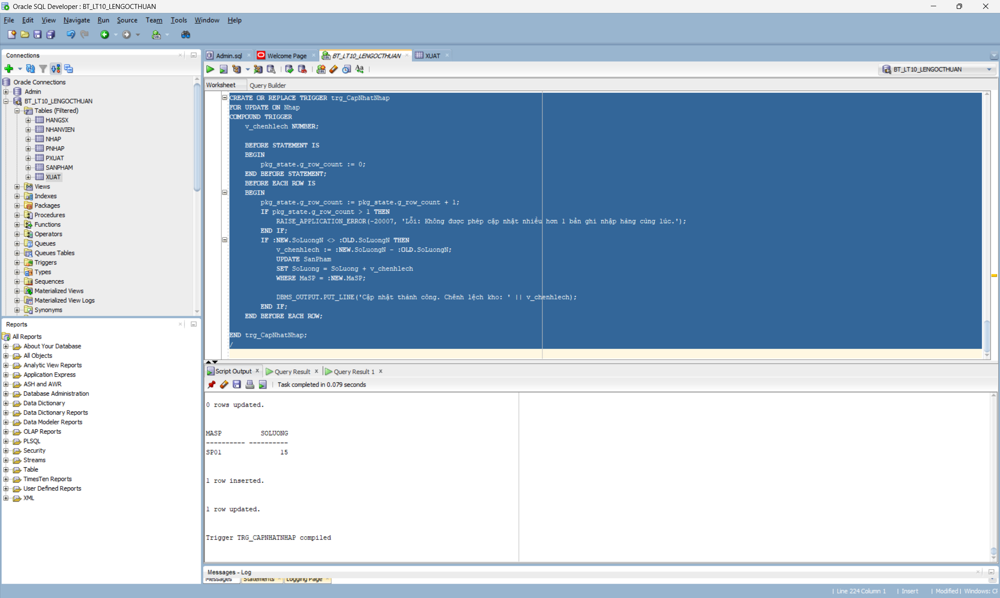 Oracle SQL Developer : BT_LT10_LENGOCTHUAN
File Edit View Navigate Run Source Team Tools Window Help
Connections
Oracle Connections
Admin
BT_LT10_LENGOCTHUAN
Tables (Filtered)
HANGSX
NHANVIEN
NHAP
PNHAP
PXUAT
SANPHAM
XUAT
Views
Indexes
Packages
Procedures
Functions
Operators
Queues
Queues Tables
Triggers
Types
Sequences
Materialized Views
Materialized View Logs
Synonyms
Reports
All Reports
About Your Database
All Objects
Analytic View Reports
Application Express
ASH and AWR
Database Administration
Data Dictionary
Data Dictionary Reports
Data Modeler Reports
OLAP Reports
PLSQL
Security
Streams
Table
TimesTen Reports
User Defined Reports
XML
Admin.sql Welcome Page BT_LT10_LENGOCTHUAN XUAT
BT_LT10_LENGOCTHUAN
Worksheet Query Builder
CREATE OR REPLACE TRIGGER trg_CapNhatNhap
FOR UPDATE ON Nhap
COMPOUND TRIGGER
v_chenhlech NUMBER;
BEFORE STATEMENT IS
BEGIN
pkg_state.g_row_count := 0;
END BEFORE STATEMENT;
BEFORE EACH ROW IS
BEGIN
pkg_state.g_row_count := pkg_state.g_row_count + 1;
IF pkg_state.g_row_count > 1 THEN
RAISE_APPLICATION_ERROR(-20007, 'Lỗi: Không được phép cập nhật nhiều hơn 1 bản ghi nhập hàng cùng lúc.');
END IF;
IF :NEW.SoLuongN <> :OLD.SoLuongN THEN
v_chenhlech := :NEW.SoLuongN - :OLD.SoLuongN;
UPDATE SanPham
SET SoLuong = SoLuong + v_chenhlech
WHERE MaSP = :NEW.MaSP;
DBMS_OUTPUT.PUT_LINE('Cập nhật thành công. Chênh lệch kho: ' || v_chenhlech);
END IF;
END BEFORE EACH ROW;
END trg_CapNhatNhap;
/
Script Output Query Result Query Result 1
Task completed in 0.079 seconds
0 rows updated.
MASP SOLUONG
---------- ----------
SP01 15
1 row inserted.
1 row updated.
Trigger TRG_CAPNHATNHAP compiled
Messages - Log
Messages Statements Logging Page
Line 224 Column 1 | Insert | Modified | Windows: C